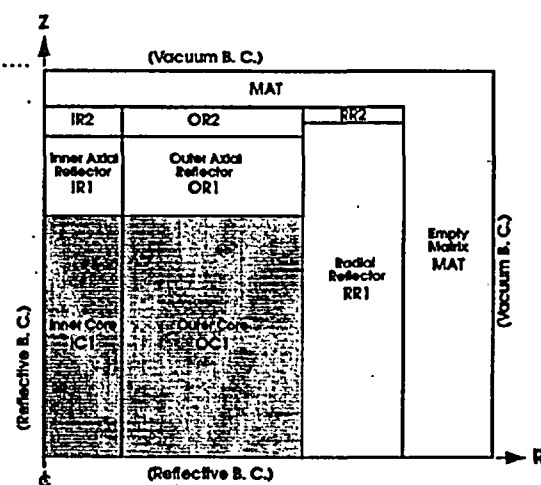 Z
(Vacuum B. C.)
MAT
IR2
OR2
RR2
Inner Axial
Reflector
IR1
Outer Axial
Reflector
OR1
Empty
Matrix
MAT
Radial
Reflector
RR1
Inner Core
IC1
Outer Core
OC1
(Reflective B. C.)
(Vacuum B. C.)
R
(Reflective B. C.)